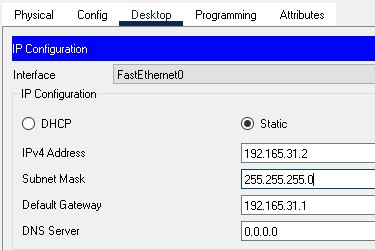 Physical Config Desktop Programming Attributes
IP Configuration
Interface FastEthernet0
IP Configuration
DHCP Static
IPv4 Address 192.165.31.2
Subnet Mask 255.255.255.0
Default Gateway 192.165.31.1
DNS Server 0.0.0.0